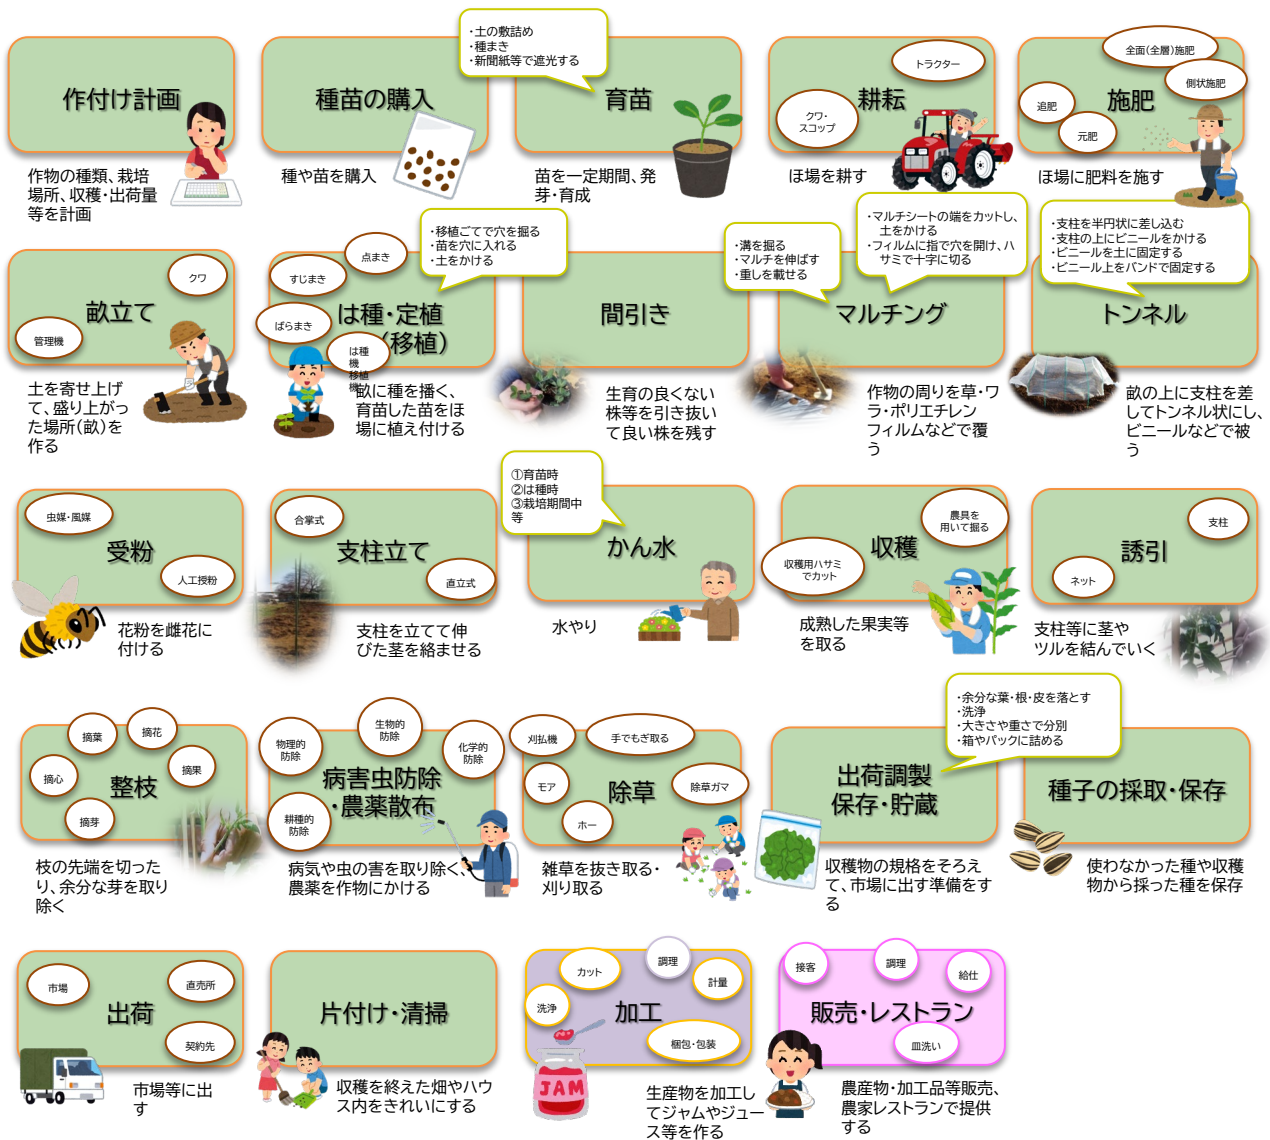 作付け計画
作物の種類、栽培
場所、収穫・出荷量
等を計画
種苗の購入
種や苗を購入
・土の敷詰め
・種まき
・新聞紙等で遮光する
育苗
苗を一定期間、発
芽・育成
トラクター
耕耘
クワ・
スコップ
ほ場を耕す
全面(全層)施肥
側状施肥
追肥
元肥
施肥
ほ場に肥料を施す
クワ
畝立て
管理機
土を寄せ上げ
て、盛り上がっ
た場所(畝)を
作る
点まき
すじまき
ばらまき
は種・定植
(移植)
は種
機
移植
機
・移植ごてで穴を掘る
・苗を穴に入れる
・土をかける
畝に種を播く、
育苗した苗をほ
場に植え付ける
間引き
生育の良くない
株等を引き抜い
て良い株を残す
・溝を掘る
・マルチを伸ばす
・重しを載せる
・マルチシートの端をカットし、
土をかける
・フィルムに指で穴を開け、ハ
サミで十字に切る
マルチング
作物の周りを草・ワ
ラ・ポリエチレン
フィルムなどで覆
う
・支柱を半円状に差し込む
・支柱の上にビニールをかける
・ビニールを土に固定する
・ビニール上をバンドで固定する
トンネル
畝の上に支柱を差
してトンネル状にし、
ビニールなどで被
う
虫媒・風媒
受粉
人工授粉
花粉を雌花に
付ける
合掌式
支柱立て
直立式
支柱を立てて伸
びた茎を絡ませる
①育苗時
②は種時
③栽培期間中
等
かん水
水やり
農具を
用いて掘る
収穫
収穫用ハサミ
でカット
成熟した果実等
を取る
支柱
誘引
ネット
支柱等に茎や
ツルを結んでいく
摘葉
摘花
摘心
摘果
整枝
摘芽
枝の先端を切った
り、余分な芽を取り
除く
物理的
防除
生物的
防除
化学的
防除
病害虫防除
・農薬散布
耕種的
防除
病気や虫の害を取り除く、
農薬を作物にかける
刈払機
手でもぎ取る
モア
除草
除草ガマ
ホー
雑草を抜き取る・
刈り取る
・余分な葉・根・皮を落とす
・洗浄
・大きさや重さで分別
・箱やパックに詰める
出荷調製
保存・貯蔵
収穫物の規格をそろえ
て、市場に出す準備をす
る
種子の採取・保存
使わなかった種や収穫
物から採った種を保存
市場
直売所
出荷
契約先
市場等に出
す
片付け・清掃
収穫を終えた畑やハウ
ス内をきれいにする
カット
調理
計量
洗浄
加工
梱包・包装
JAM
生産物を加工し
てジャムやジュー
ス等を作る
接客
調理
給仕
販売・レストラン
皿洗い
農産物・加工品等販売、
農家レストランで提供
する